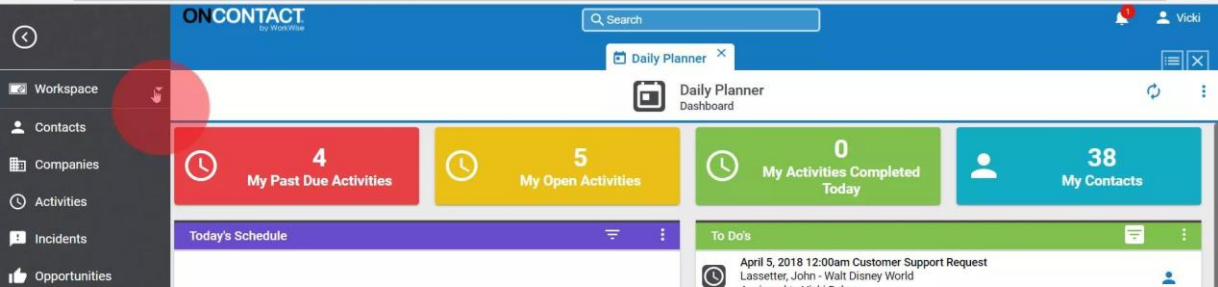 ONCONTACT
by WorkWise
Search
1
Vicki
Daily Planner
Workspace
Daily Planner
Dashboard
Contacts
Companies
Activities
Incidents
Opportunities
4
My Past Due Activities
5
My Open Activities
0
My Activities Completed
Today
38
My Contacts
Today's Schedule
To Do's
April 5, 2018 12:00am Customer Support Request
Lassetter, John - Walt Disney World